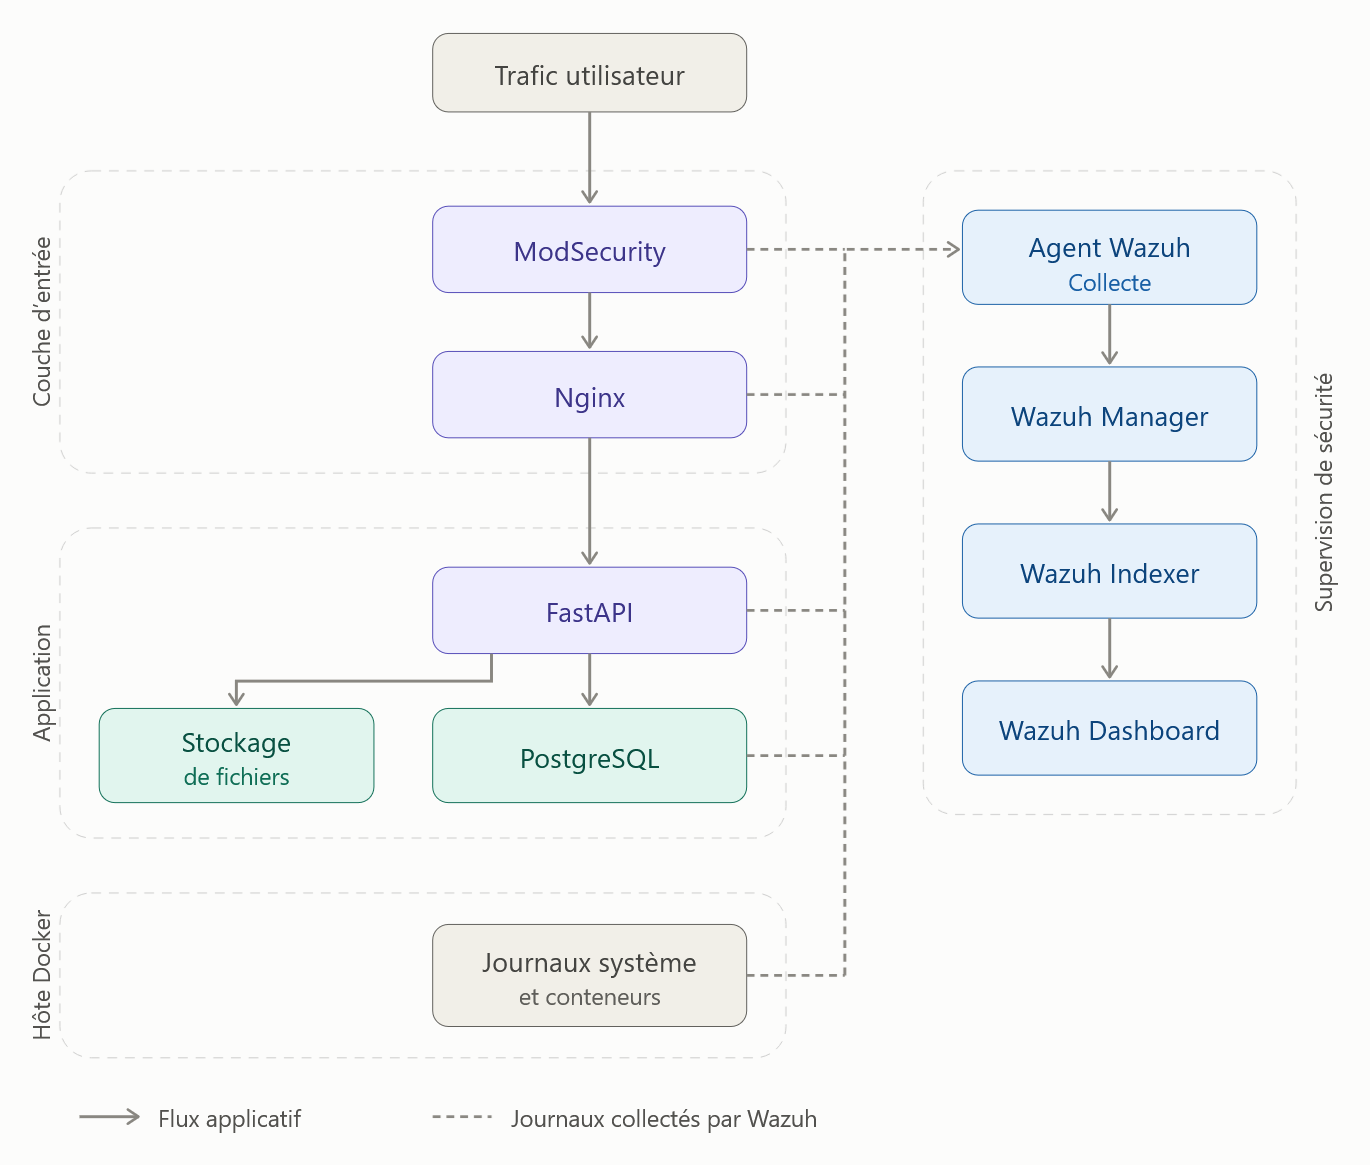 Trafic utilisateur
Couche d’entrée
ModSecurity
Nginx
Application
FastAPI
Stockage
de fichiers
PostgreSQL
Hôte Docker
Journaux système
et conteneurs
Agent Wazuh
Collecte
Wazuh Manager
Wazuh Indexer
Wazuh Dashboard
Supervision de sécurité
Flux applicatif
Journaux collectés par Wazuh